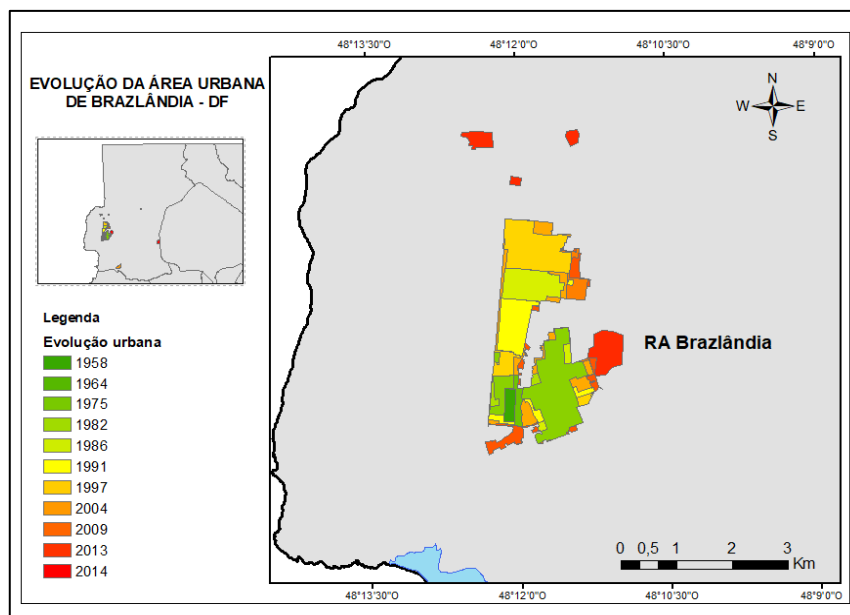 48°13'30"O 48°12'0"O 48°10'30"O 48°9'0"O
EVOLUÇÃO DA ÁREA URBANA
DE BRAZLÂNDIA - DF
N
W E
S
Legenda
Evolução urbana
1958
1964
1975
1982
1986
1991
1997
2004
2009
2013
2014
RA Brazlândia
0 0,5 1 2 3
Km
48°13'30"O 48°12'0"O 48°10'30"O 48°9'0"O